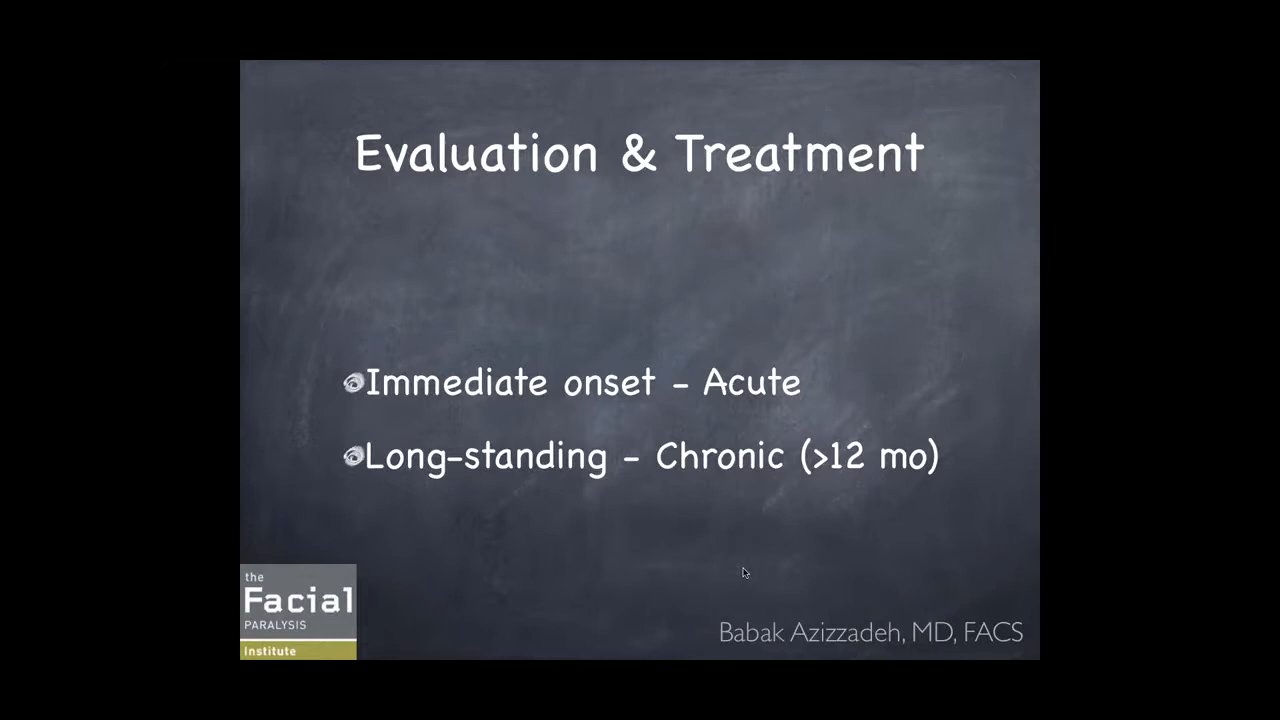 Evaluation & Treatment
Immediate onset - Acute
Long-standing - Chronic (>12 mo)
the
Facial
PARALYSIS
Institute
Babak Azizzadeh, MD, FACS